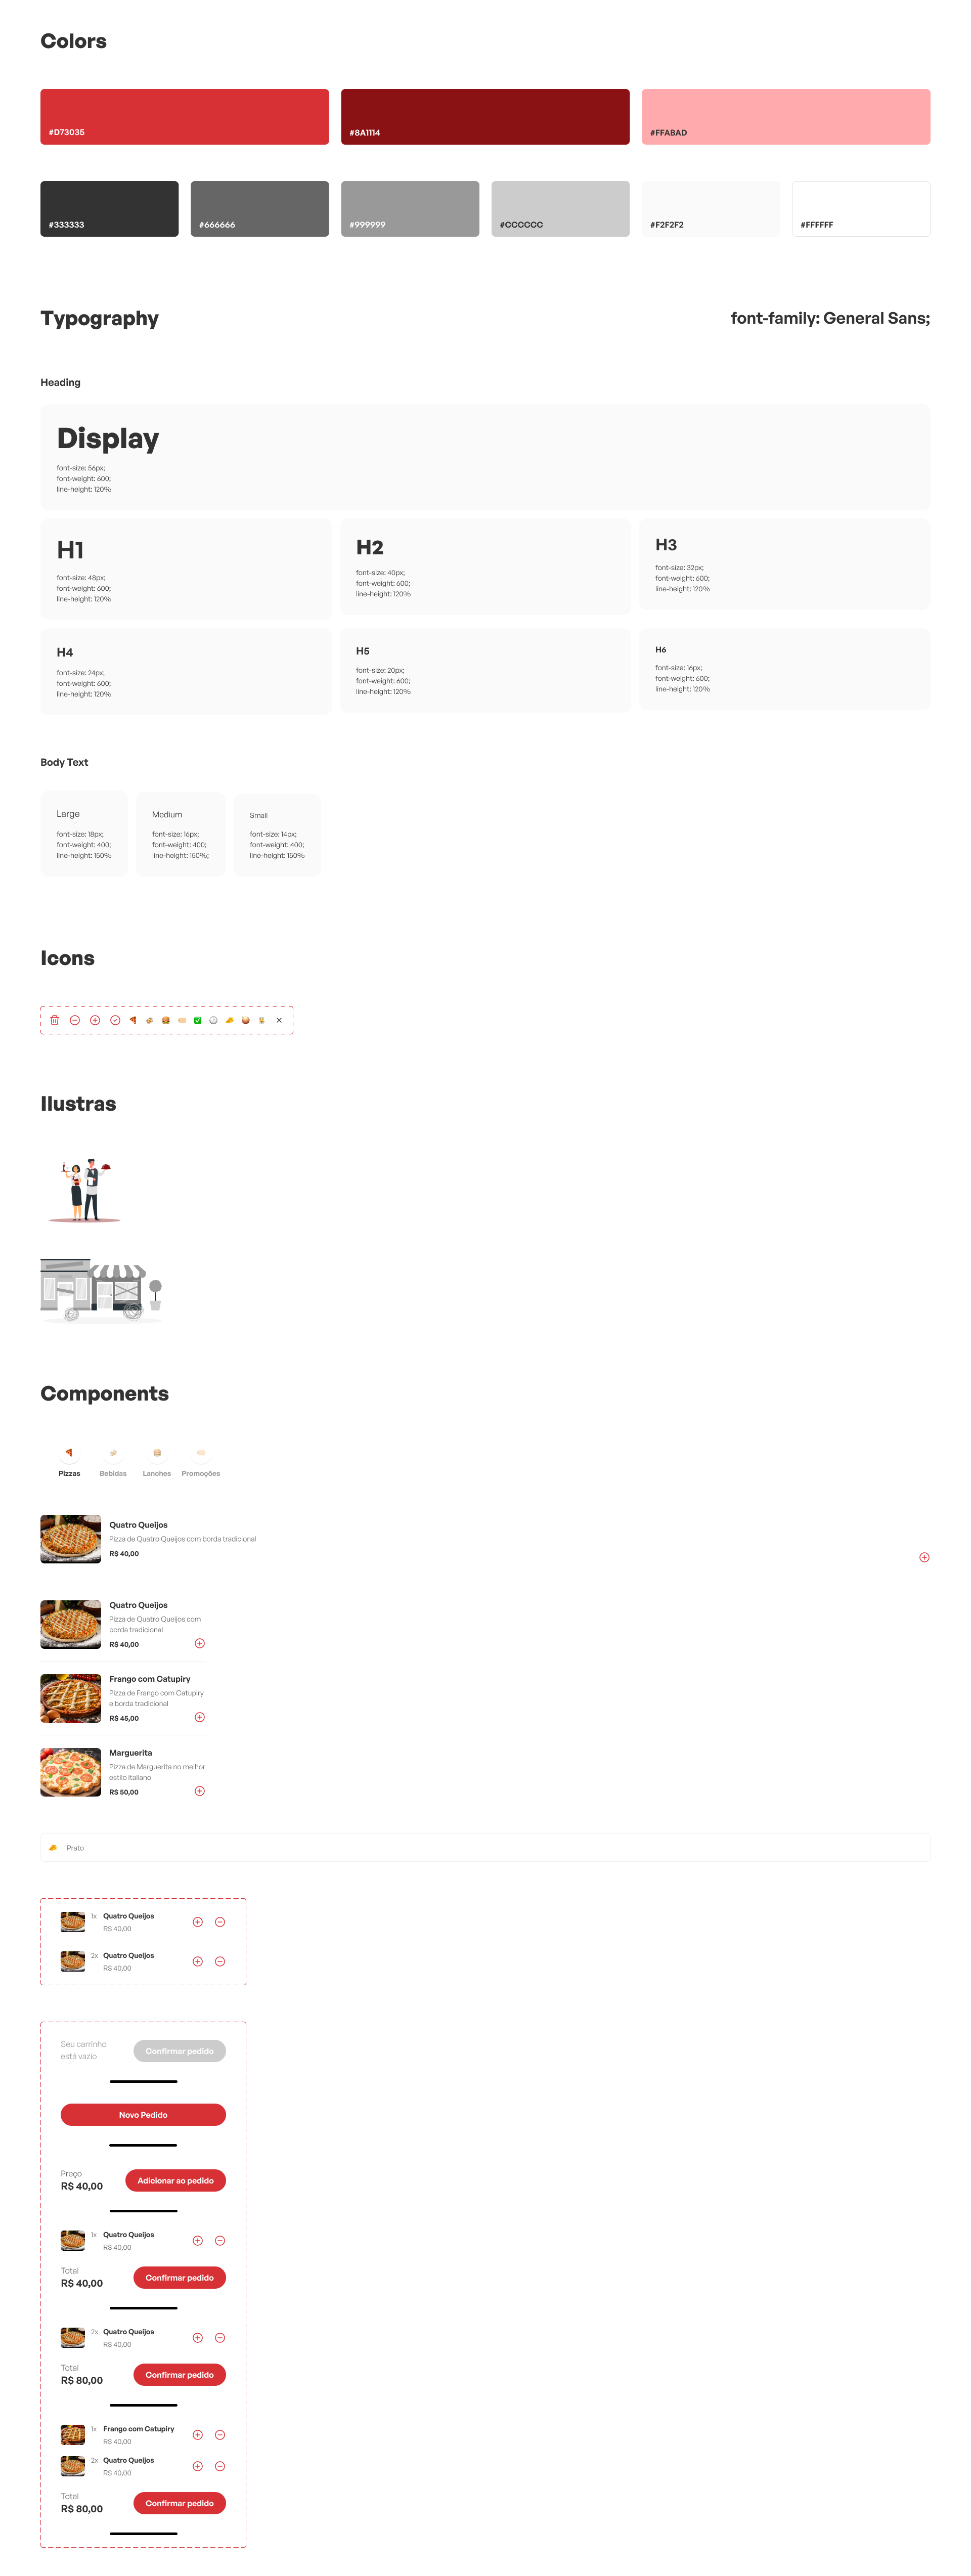 Colors
#D73035
#8A1114
#FFABAD
#333333
#666666
#999999
#CCCCCC
#F2F2F2
#FFFFFF
Typography
font-family: General Sans;
Heading
Display
font-size: 56px;
font-weight: 600;
line-height: 120%
H1
font-size: 48px;
font-weight: 600;
line-height: 120%
H2
font-size: 40px;
font-weight: 600;
line-height: 120%
H3
font-size: 32px;
font-weight: 600;
line-height: 120%
H4
font-size: 24px;
font-weight: 600;
line-height: 120%
H5
font-size: 20px;
font-weight: 600;
line-height: 120%
H6
font-size: 16px;
font-weight: 600;
line-height: 120%
Body Text
Large
font-size: 18px;
font-weight: 400;
line-height: 150%
Medium
font-size: 16px;
font-weight: 400;
line-height: 150%;
Small
font-size: 14px;
font-weight: 400;
line-height: 150%
Icons
Ilustras
Components
Pizzas
Bebidas
Lanches
Promoções
Quatro Queijos
Pizza de Quatro Queijos com borda tradicional
R$ 40,00
Quatro Queijos
Pizza de Quatro Queijos com
borda tradicional
R$ 40,00
Frango com Catupiry
Pizza de Frango com Catupiry
e borda tradicional
R$ 45,00
Marguerita
Pizza de Marguerita no melhor
estilo italiano
R$ 50,00
Prato
1x Quatro Queijos
R$ 40,00
2x Quatro Queijos
R$ 40,00
Seu carrinho
está vazio
Confirmar pedido
Novo Pedido
Preço
R$ 40,00
Adicionar ao pedido
1x Quatro Queijos
R$ 40,00
Total
R$ 40,00
Confirmar pedido
2x Quatro Queijos
R$ 40,00
Total
R$ 80,00
Confirmar pedido
1x Frango com Catupiry
R$ 40,00
2x Quatro Queijos
R$ 40,00
Total
R$ 80,00
Confirmar pedido